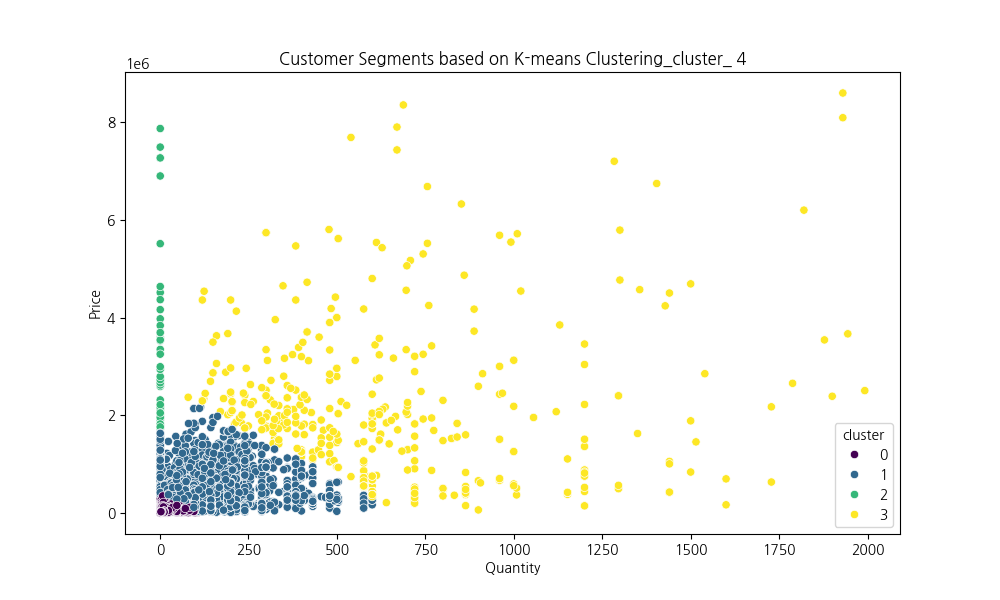 Customer Segments based on K-means Clustering_cluster_ 4
1e6
8
6
4
2
0
Price
0 250 500 750 1000 1250 1500 1750 2000
Quantity
cluster
0
1
2
3